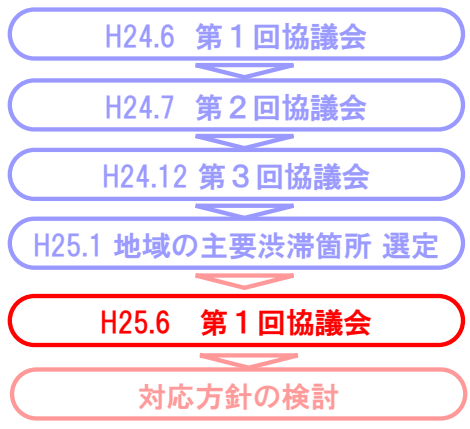 H24.6 第１回協議会
H24.7 第２回協議会
H24.12 第３回協議会
H25.1 地域の主要渋滞箇所 選定
H25.6 第１回協議会
対応方針の検討